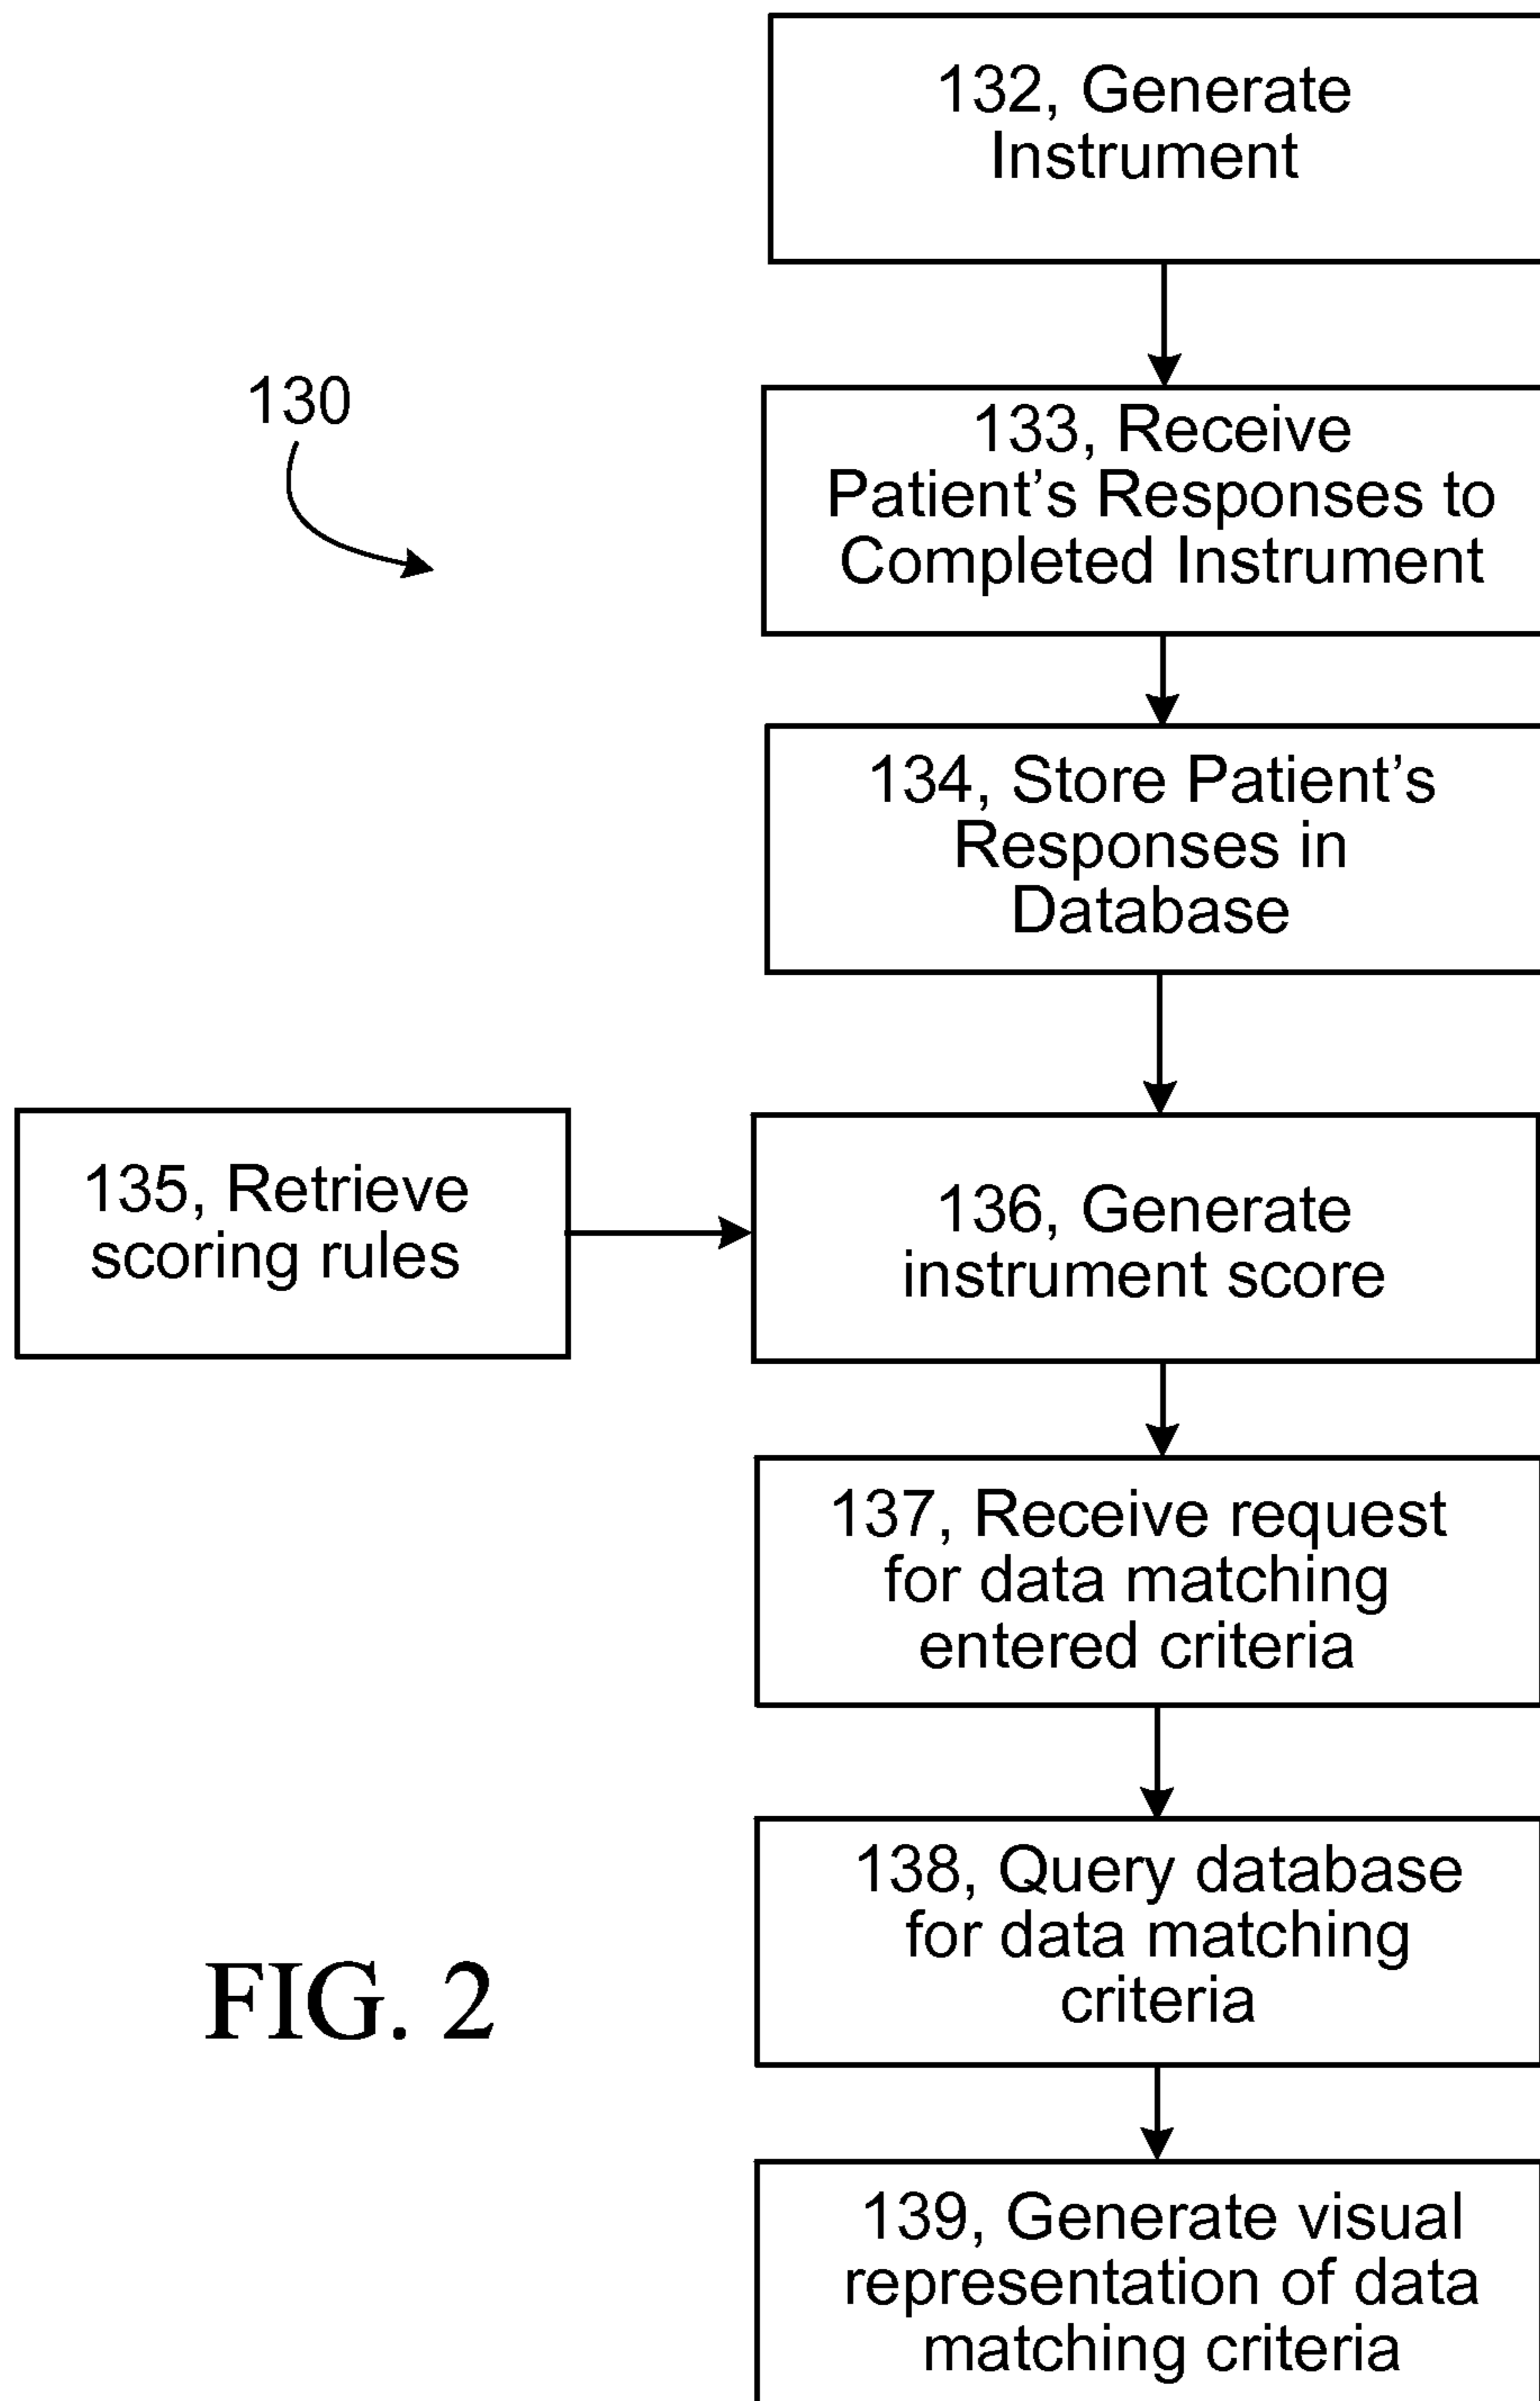 132, Generate
Instrument
130
133, Receive
Patient’s Responses to
Completed Instrument
134, Store Patient’s
Responses in
Database
135, Retrieve
scoring rules
136, Generate
instrument score
137, Receive request
for data matching
entered criteria
138, Query database
for data matching
criteria
FIG. 2
139, Generate visual
representation of data
matching criteria